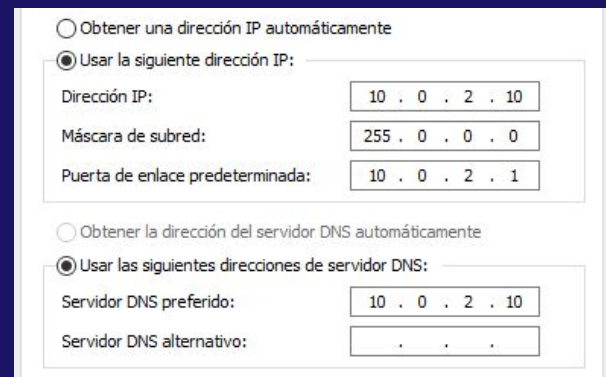 Obtener una dirección IP automáticamente
Usar la siguiente dirección IP:
Dirección IP: 10 . 0 . 2 . 10
Máscara de subred: 255 . 0 . 0 . 0
Puerta de enlace predeterminada: 10 . 0 . 2 . 1
Obtener la dirección del servidor DNS automáticamente
Usar las siguientes direcciones de servidor DNS:
Servidor DNS preferido: 10 . 0 . 2 . 10
Servidor DNS alternativo: . . .